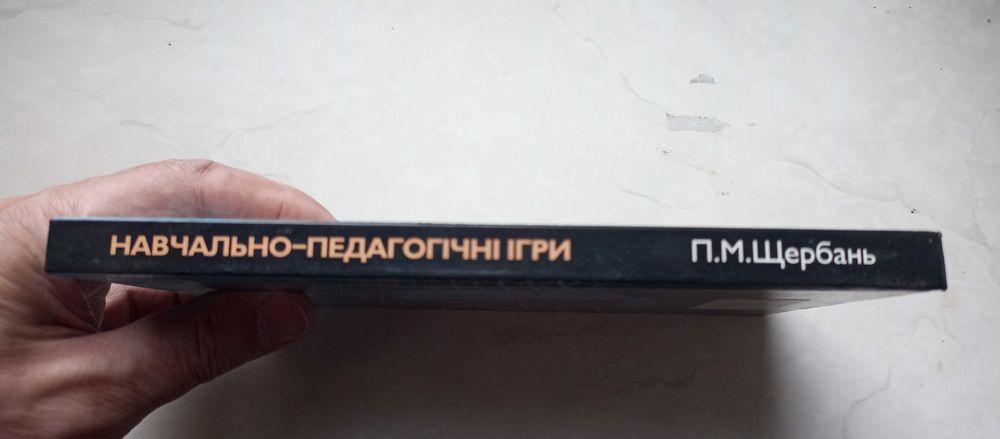 НАВЧАЛЬНО–ПЕДАГОГІЧНІ ІГРИ П.М.Щербань